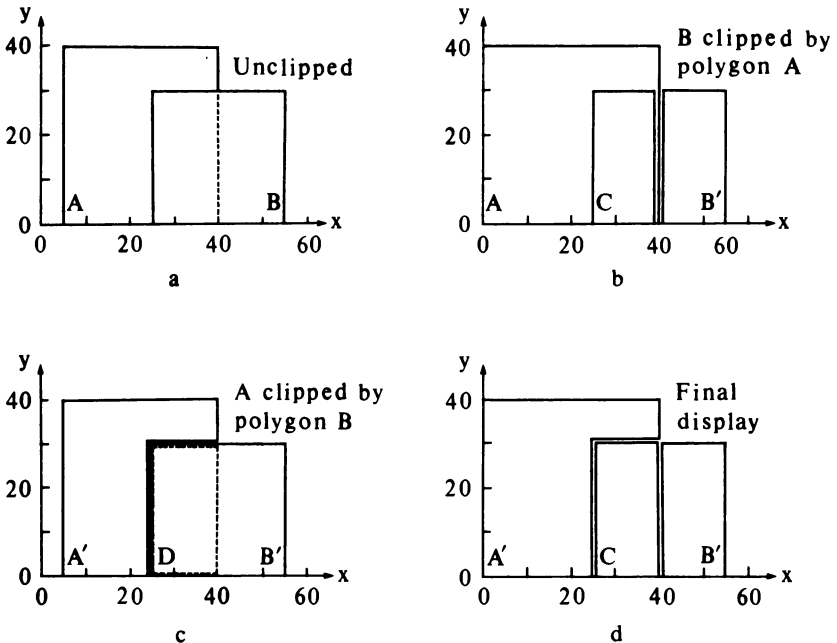 y
40
20
0
Unclipped
A
B
x
0
20
40
60
a
y
40
20
0
B clipped by
polygon A
A
C
B′
x
0
20
40
60
b
y
40
20
0
A clipped by
polygon B
A′
D
B′
x
0
20
40
60
c
y
40
20
0
Final
display
A′
C
B′
x
0
20
40
60
d